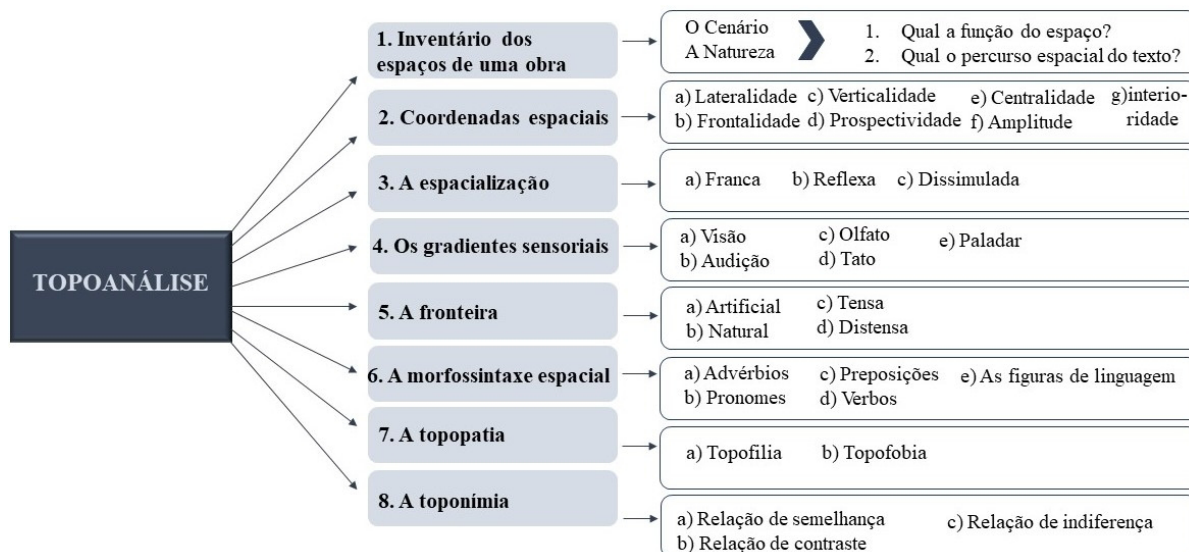 TOPOANÁLISE
1. Inventário dos
espaços de uma obra
O Cenário
A Natureza
1. Qual a função do espaço?
2. Qual o percurso espacial do texto?
2. Coordenadas espaciais
a) Lateralidade c) Verticalidade e) Centralidade g)interio-
b) Frontalidade d) Prospectividade f) Amplitude ridade
3. A espacialização
a) Franca b) Reflexa c) Dissimulada
4. Os gradientes sensoriais
a) Visão c) Olfato e) Paladar
b) Audição d) Tato
5. A fronteira
a) Artificial c) Tensa
b) Natural d) Distensa
6. A morfossintaxe espacial
a) Advérbios c) Preposições e) As figuras de linguagem
b) Pronomes d) Verbos
7. A topopatia
a) Topofilia b) Topofobia
8. A toponímia
a) Relação de semelhança c) Relação de indiferença
b) Relação de contraste